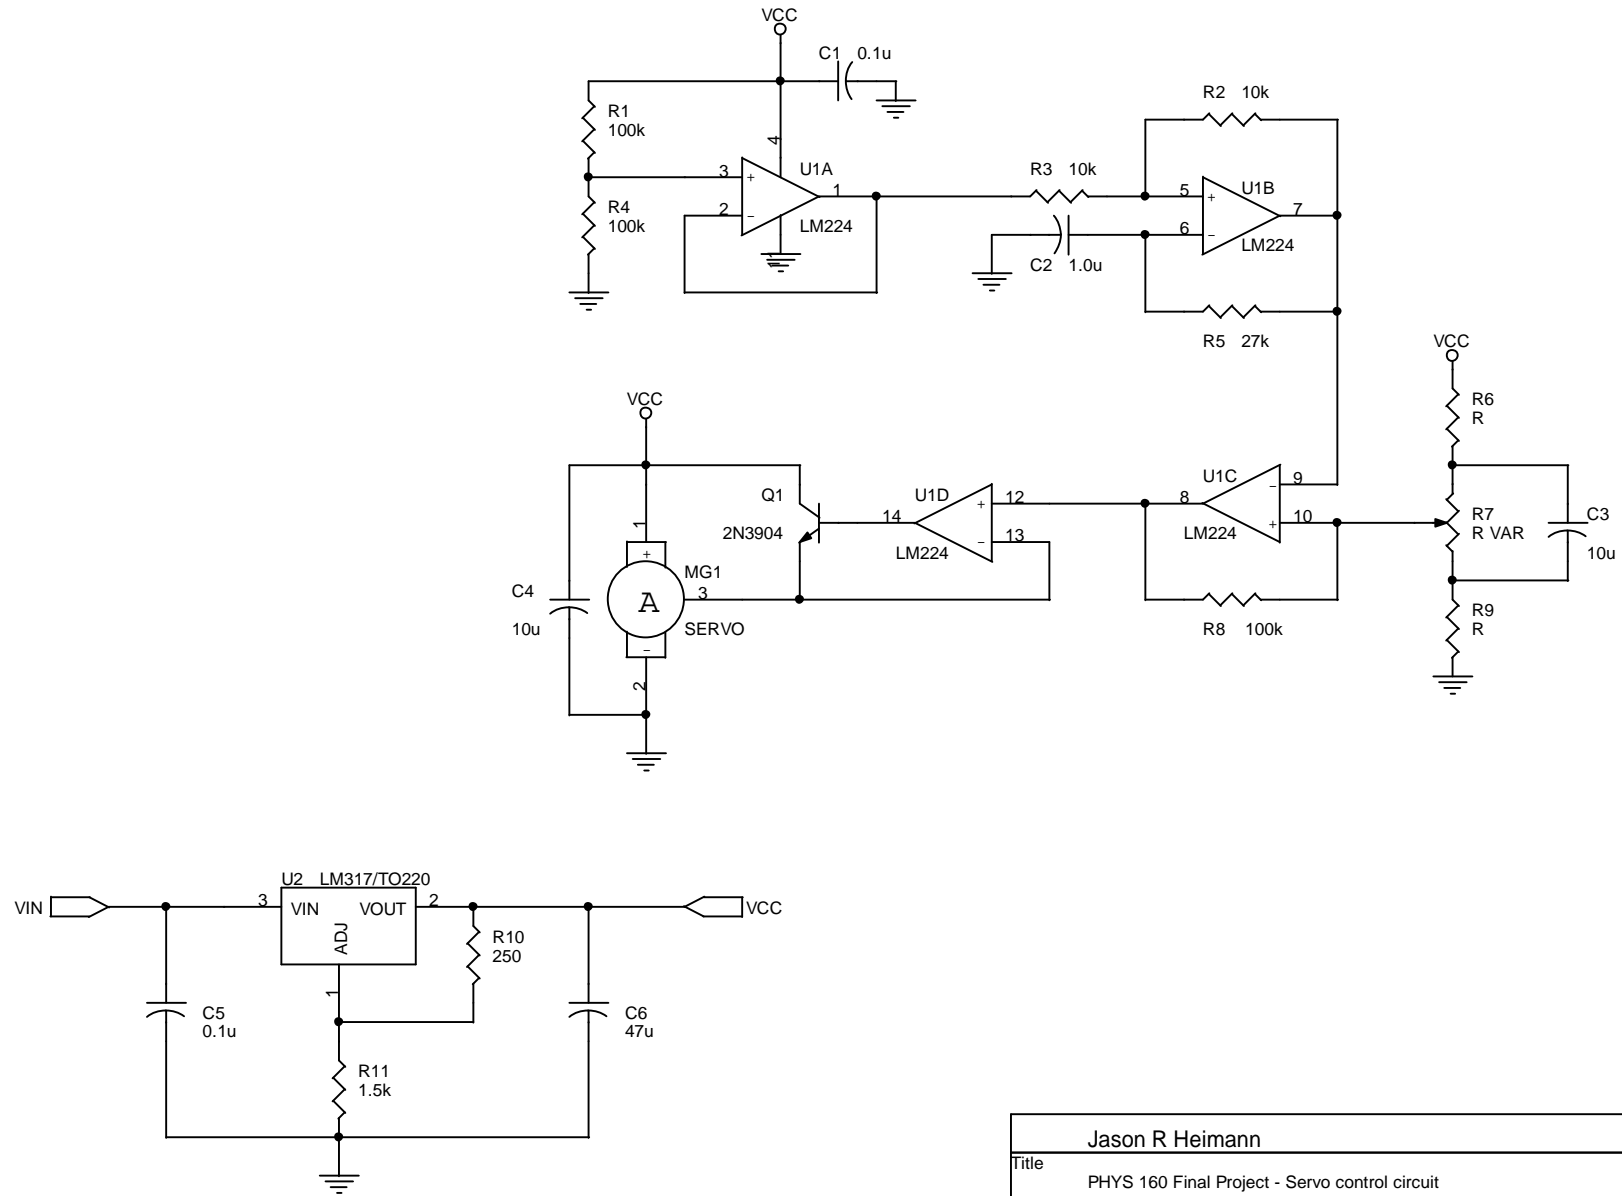 VCC
C1 0.1u
R1
100k
R4
100k
3
2
4
1
U1A
LM224
+
−
R2 10k
R3 10k
C2 1.0u
5
6
7
U1B
LM224
+
−
R5 27k
VCC
R6
R
R7
R VAR
C3
10u
R9
R
VCC
C4
10u
1
+
A
−
2
MG1
3
SERVO
Q1
2N3904
14
U1D
LM224
12
13
+
−
8
U1C
LM224
9
10
−
+
R8 100k
VIN
3
U2 LM317/TO220
VIN VOUT
ADJ
2
1
VCC
R10
250
C5
0.1u
C6
47u
R11
1.5k
Jason R Heimann
Title
PHYS 160 Final Project - Servo control circuit